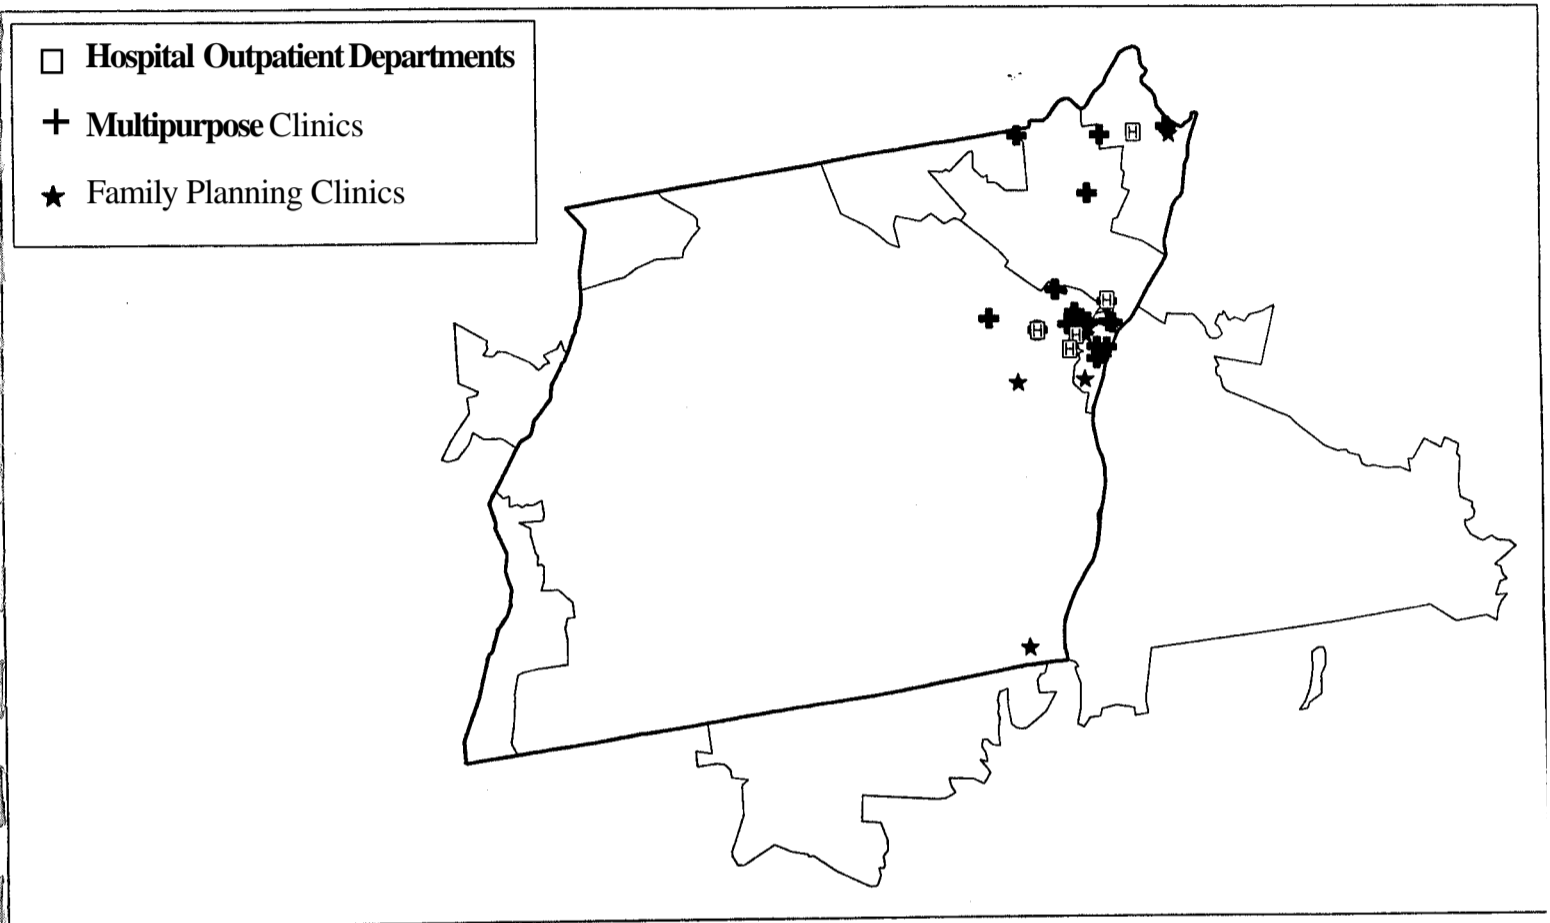 Hospital Outpatient Departments
Multipurpose Clinics
Family Planning Clinics
H
H
H
H
H